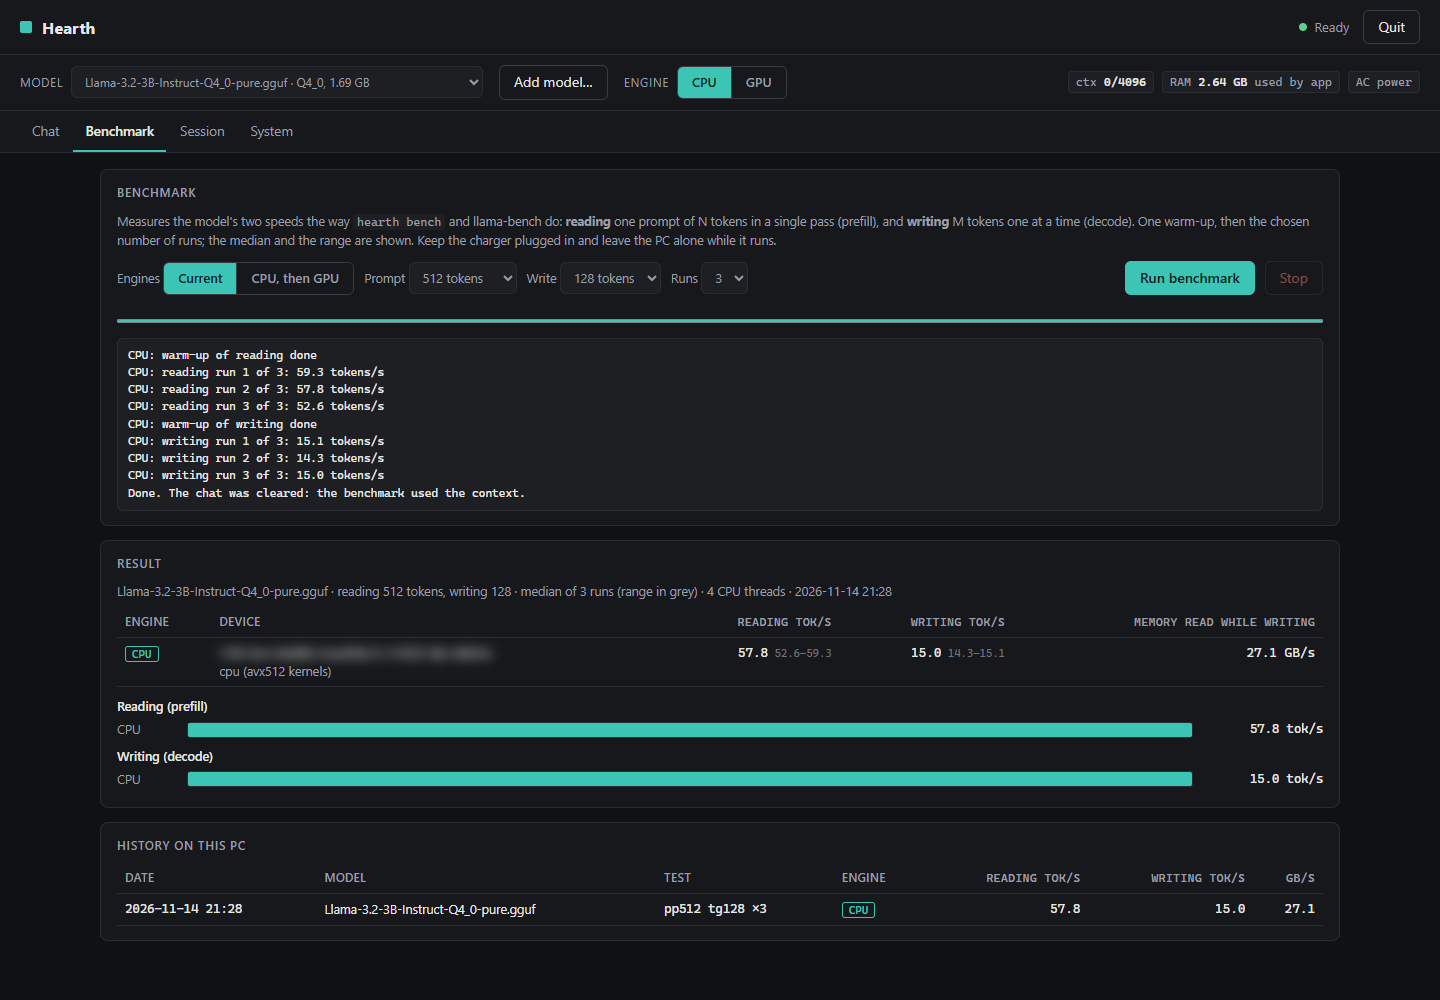 Hearth
Ready
Quit
MODEL Llama-3.2-3B-Instruct-Q4_0-pure.gguf · Q4_0, 1.69 GB Add model... ENGINE CPU GPU ctx 0/4096 RAM 2.64 GB used by app AC power
Chat Benchmark Session System
BENCHMARK
Measures the model's two speeds the way hearth bench and llama-bench do: reading one prompt of N tokens in a single pass (prefill), and writing M tokens one at a time (decode). One warm-up, then the chosen
number of runs; the median and the range are shown. Keep the charger plugged in and leave the PC alone while it runs.
Engines Current CPU, then GPU Prompt 512 tokens Write 128 tokens Runs 3 Run benchmark Stop
CPU: warm-up of reading done
CPU: reading run 1 of 3: 59.3 tokens/s
CPU: reading run 2 of 3: 57.8 tokens/s
CPU: reading run 3 of 3: 52.6 tokens/s
CPU: warm-up of writing done
CPU: writing run 1 of 3: 15.1 tokens/s
CPU: writing run 2 of 3: 14.3 tokens/s
CPU: writing run 3 of 3: 15.0 tokens/s
Done. The chat was cleared: the benchmark used the context.
RESULT
Llama-3.2-3B-Instruct-Q4_0-pure.gguf · reading 512 tokens, writing 128 · median of 3 runs (range in grey) · 4 CPU threads · 2026-11-14 21:28
ENGINE DEVICE READING TOK/S WRITING TOK/S MEMORY READ WHILE WRITING
CPU 57.8 52.6–59.3 15.0 14.3–15.1 27.1 GB/s
cpu (avx512 kernels)
Reading (prefill)
CPU 57.8 tok/s
Writing (decode)
CPU 15.0 tok/s
HISTORY ON THIS PC
DATE MODEL TEST ENGINE READING TOK/S WRITING TOK/S GB/S
2026-11-14 21:28 Llama-3.2-3B-Instruct-Q4_0-pure.gguf pp512 tg128 ×3 CPU 57.8 15.0 27.1